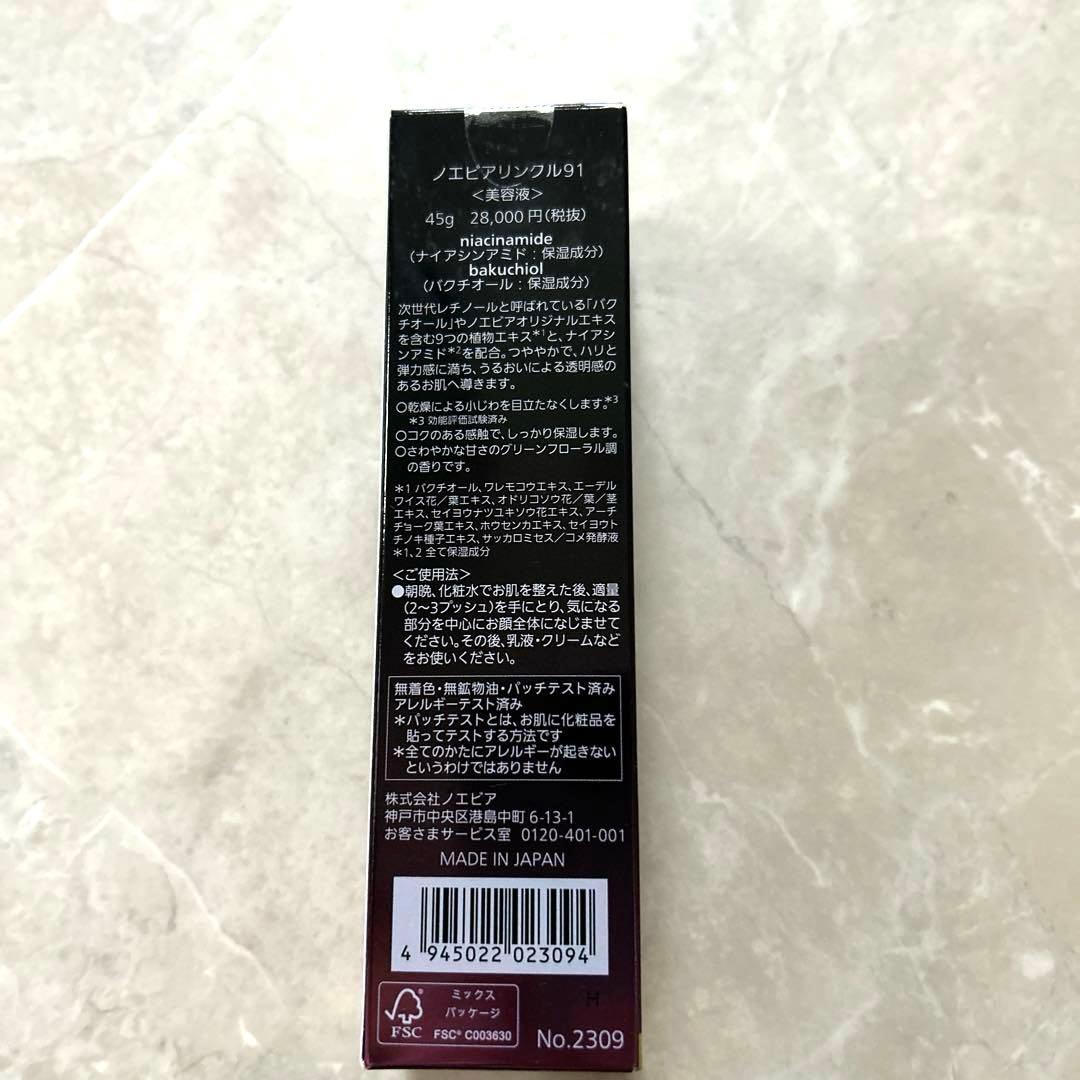 ノエビアリンクル91
＜美容液＞
45g 28,000円(税抜)
niacinamide
(ナイアシンアミド：保湿成分)
bakuchiol
(バクチオール：保湿成分)
次世代レチノールと呼ばれている「バク
チオール」やノエビアオリジナルエキス
を含む9つの植物エキス*1と、ナイアシ
ンアミド*2を配合。つややかで、ハリと
弾力感に満ち、うるおいによる透明感の
あるお肌へ導きます。
○乾燥による小じわを目立たなくします。*3
*3 効能評価試験済み
○コクのある感触で、しっかり保湿します。
○さわやかな甘さのグリーンフローラル調
の香りです。
*1 バクチオール、ワレモコウエキス、エーデル
ワイス花／葉エキス、オドリコソウ花／葉／茎
エキス、セイヨウナツユキソウ花エキス、アーチ
チョーク葉エキス、ホウセンカエキス、セイヨウト
チノキ種子エキス、サッカロミセス／コメ発酵液
*1、2 全て保湿成分
＜ご使用法＞
●朝晩、化粧水でお肌を整えた後、適量
(2〜3プッシュ)を手にとり、気になる
部分を中心にお顔全体になじませて
ください。その後、乳液・クリームなど
をお使いください。
無着色・無鉱物油・パッチテスト済み
アレルギーテスト済み
*パッチテストとは、お肌に化粧品を
貼ってテストする方法です
*全てのかたにアレルギーが起きない
というわけではありません
株式会社ノエビア
神戸市中央区港島中町6-13-1
お客さまサービス室 0120-401-001
MADE IN JAPAN
4 945022 023094
H
ミックス
パッケージ
FSC
FSC® C003630
No.2309